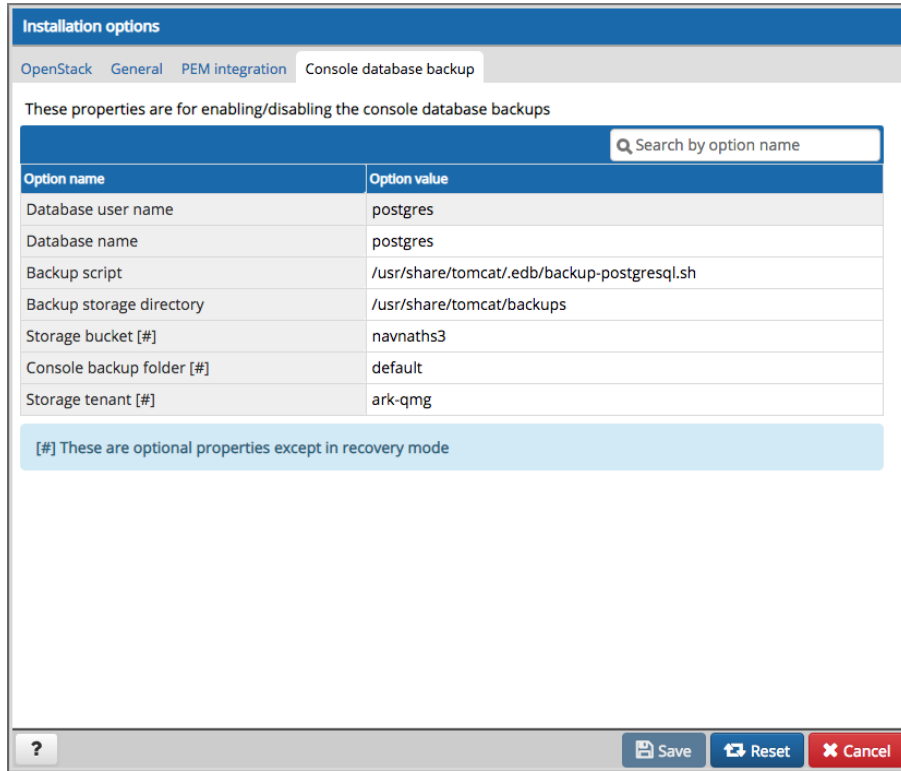 Installation options
OpenStack General PEM integration Console database backup
These properties are for enabling/disabling the console database backups
Search by option name
Option name Option value
Database user name postgres
Database name postgres
Backup script /usr/share/tomcat/.edb/backup-postgresql.sh
Backup storage directory /usr/share/tomcat/backups
Storage bucket [#] navnaths3
Console backup folder [#] default
Storage tenant [#] ark-qmg
[#] These are optional properties except in recovery mode
? Save Reset Cancel